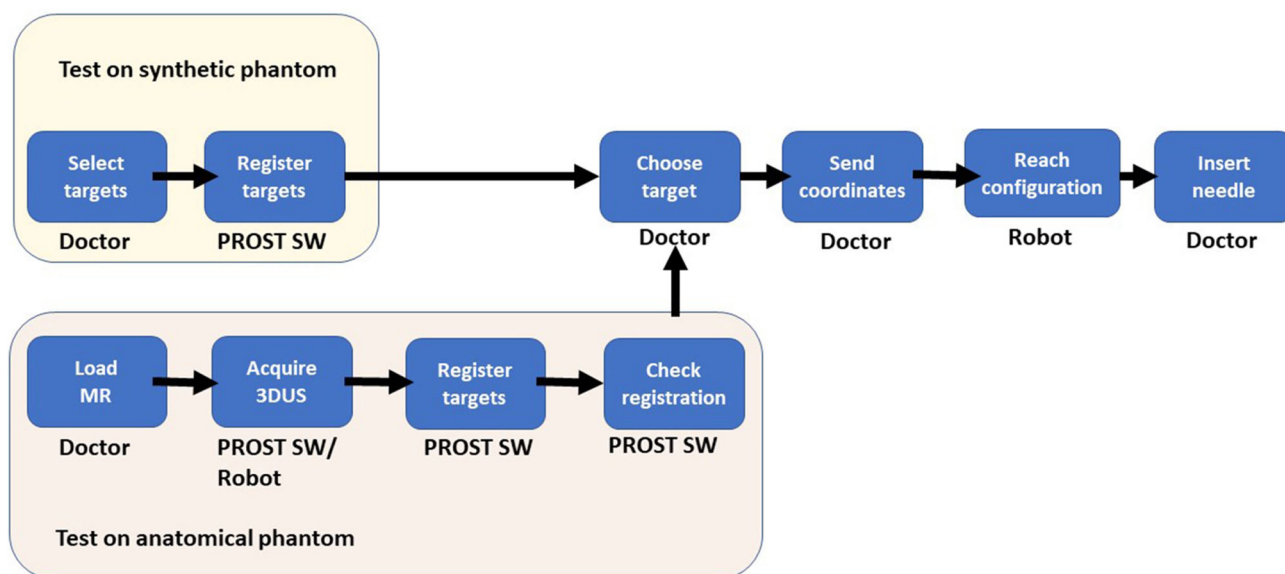 Test on synthetic phantom
Select
targets
Doctor
Register
targets
PROST SW
Choose
target
Doctor
Send
coordinates
Doctor
Reach
configuration
Robot
Insert
needle
Doctor
Load
MR
Doctor
Acquire
3DUS
PROST SW/
Robot
Register
targets
PROST SW
Check
registration
PROST SW
Test on anatomical phantom